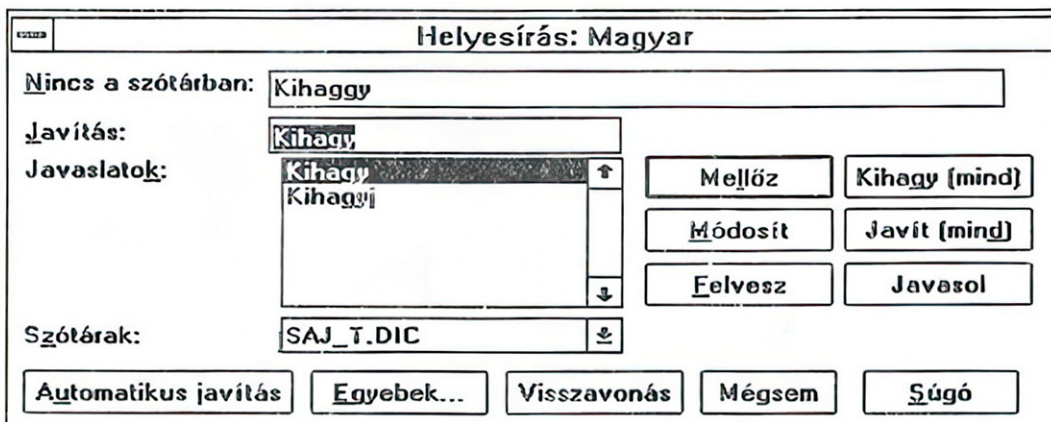 Helyesírás: Magyar
Nincs a szótárban: Kihaggy
Javítás: Kihagy
Javaslatok: Kihagy
Kihagyj
Mellőz Kihagy (mind)
Módosít Javít (mind)
Felvesz Javasol
Szótárak: SAJ_T.DIC
Automatikus javítás Egyebek... Visszavonás Mégsem Súgó